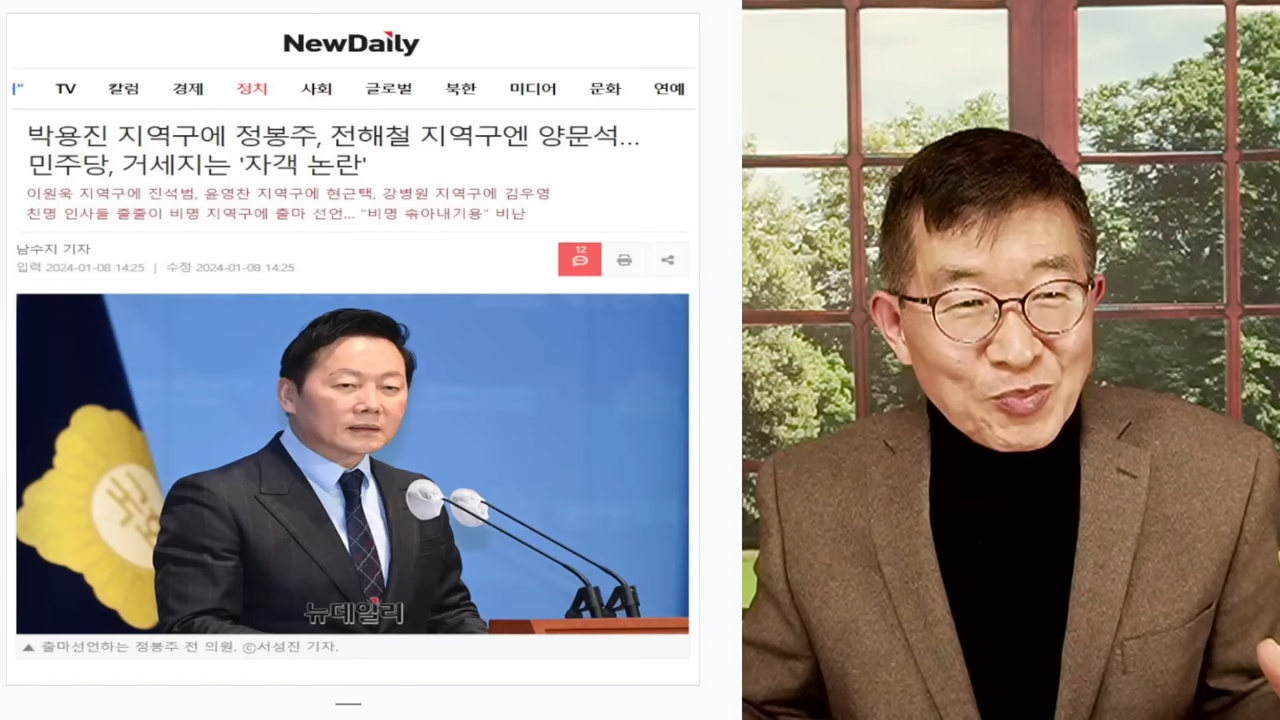 NewDaily
TV 칼럼 경제 정치 사회 글로벌 북한 미디어 문화 연예
박용진 지역구에 정봉주, 전해철 지역구엔 양문석...
민주당, 거세지는 '자객 논란'
이원욱 지역구에 진석범, 윤영찬 지역구에 현근택, 강병원 지역구에 김우영
친명 인사들 줄줄이 비명 지역구에 출마 선언... "비명 솎아내기용" 비난
남수지 기자
12
입력 2024-01-08 14:25 | 수정 2024-01-08 14:25
뉴데일리
▲ 출마선언하는 정봉주 전 의원. ⓒ서성진 기자.